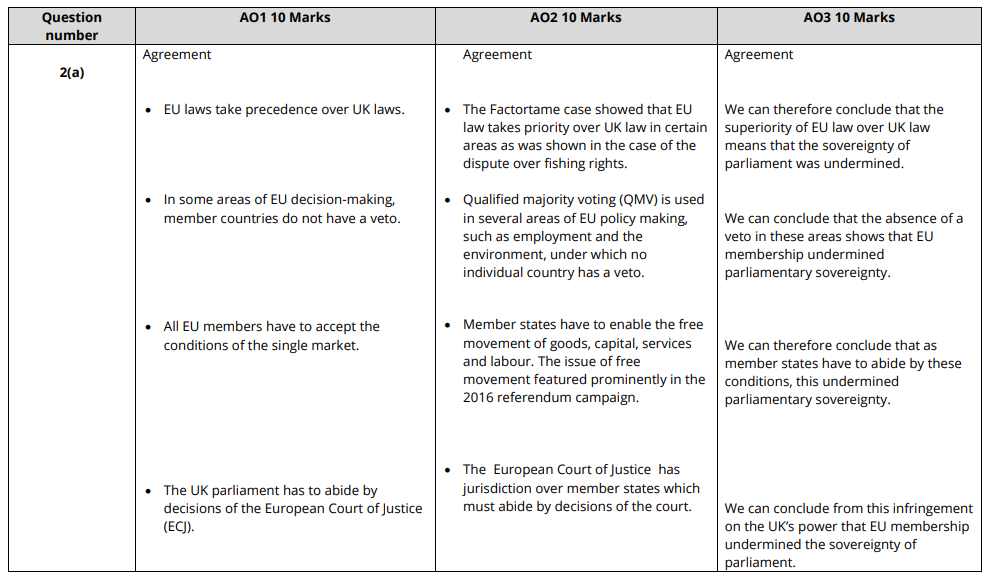 Question
number
AO1 10 Marks
AO2 10 Marks
AO3 10 Marks
2(a)
Agreement
Agreement
Agreement
• EU laws take precedence over UK laws.
• The Factortame case showed that EU
law takes priority over UK law in certain
areas as was shown in the case of the
dispute over fishing rights.
We can therefore conclude that the
superiority of EU law over UK law
means that the sovereignty of
parliament was undermined.
• In some areas of EU decision-making,
member countries do not have a veto.
• Qualified majority voting (QMV) is used
in several areas of EU policy making,
such as employment and the
environment, under which no
individual country has a veto.
We can conclude that the absence of a
veto in these areas shows that EU
membership undermined
parliamentary sovereignty.
• All EU members have to accept the
conditions of the single market.
• Member states have to enable the free
movement of goods, capital, services
and labour. The issue of free
movement featured prominently in the
2016 referendum campaign.
We can therefore conclude that as
member states have to abide by these
conditions, this undermined
parliamentary sovereignty.
• The UK parliament has to abide by
decisions of the European Court of Justice
(ECJ).
• The European Court of Justice has
jurisdiction over member states which
must abide by decisions of the court.
We can conclude from this infringement
on the UK's power that EU membership
undermined the sovereignty of
parliament.